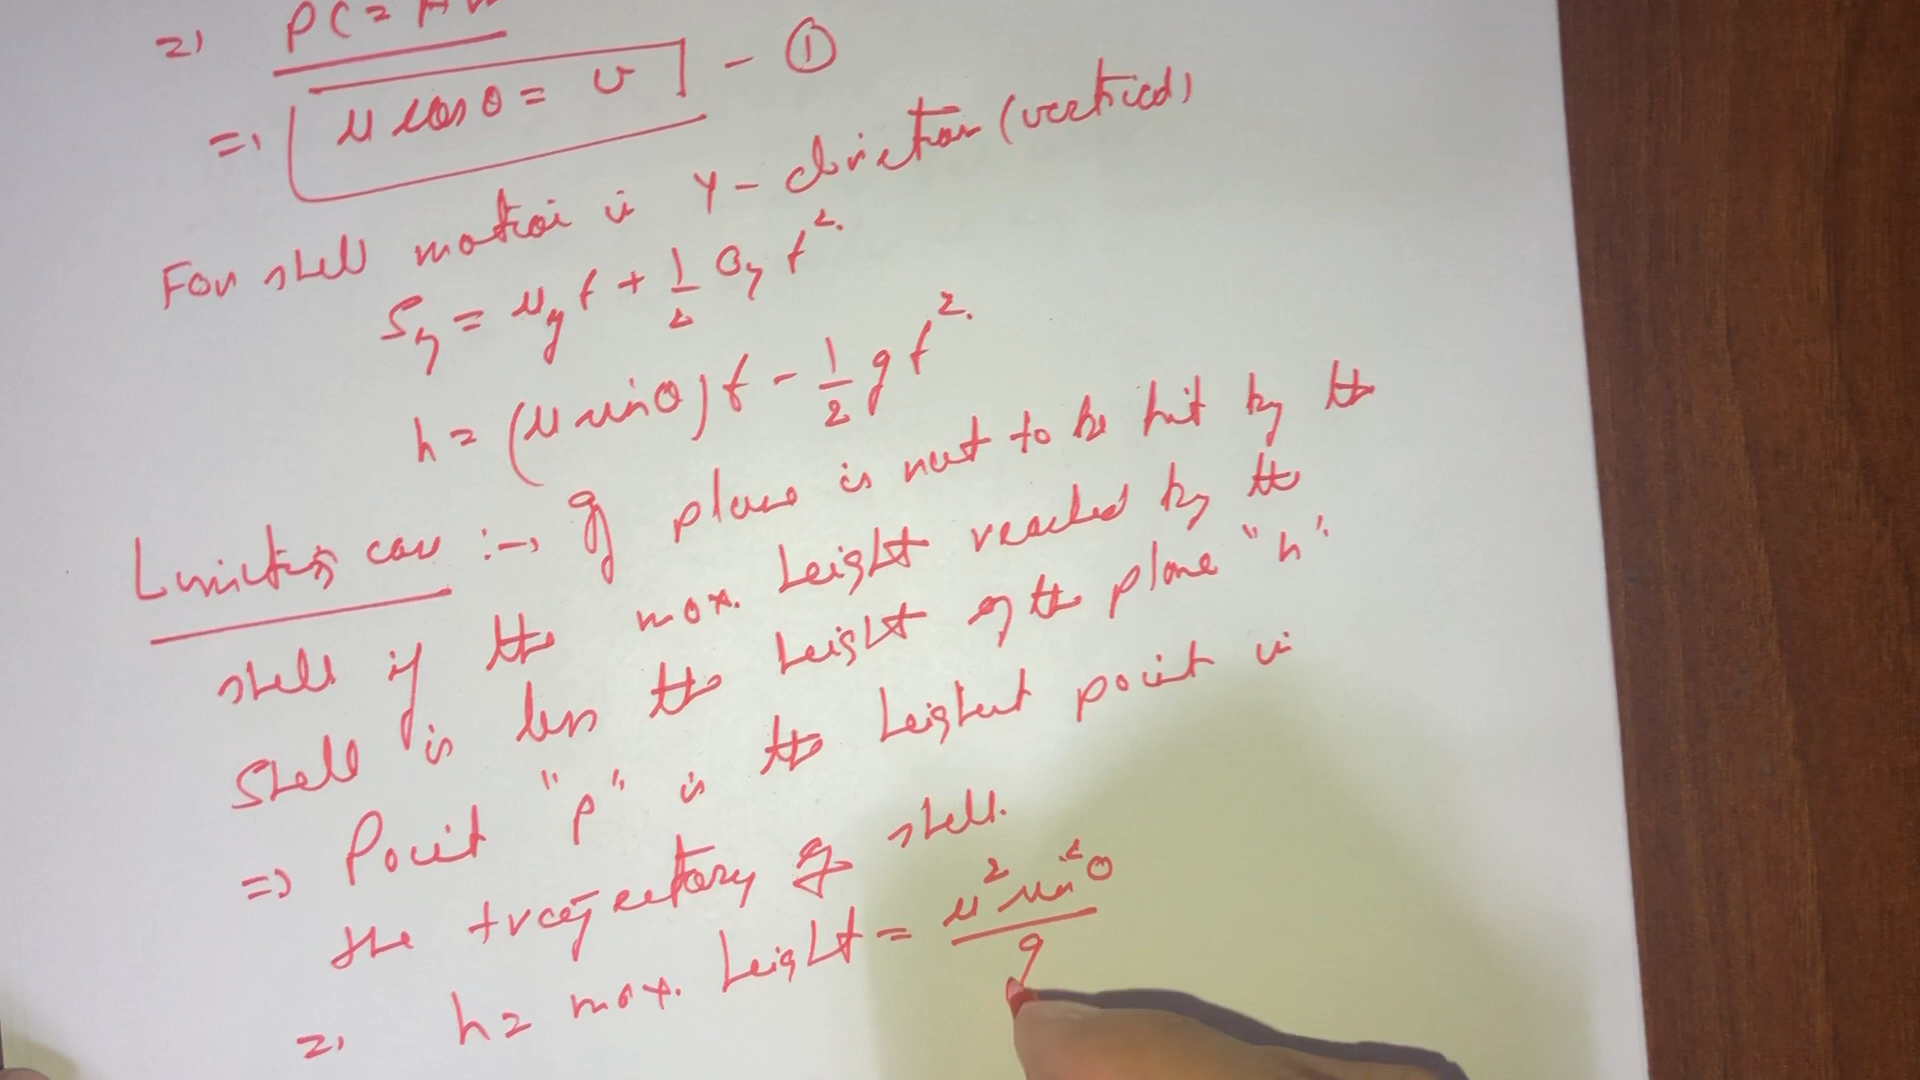 => PC =
=> u cosθ = v - ①
For shell motion in Y-direction (vertical)
Sy = uy t + 1/2 ay t².
h = (u sinθ) t - 1/2 g t².
Limiting case :-> If plane is not to be hit by the
shell if the max. height reached by the
shell is less the height of the plane "h".
=> Point "P" is the highest point in
the trajectory of shell.
=> h = max. height = u² sin²θ / g